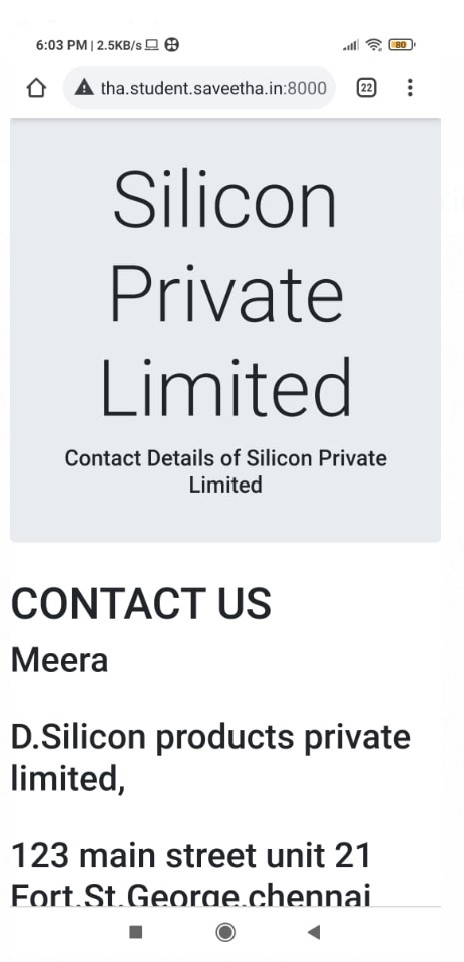 6:03 PM | 2.5KB/s
80
tha.student.saveetha.in:8000
22
Silicon
Private
Limited
Contact Details of Silicon Private
Limited
CONTACT US
Meera
D.Silicon products private
limited,
123 main street unit 21
Fort.St.George,chennai